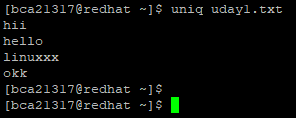 [bca21317@redhat ~]$ uniq uday1.txt
hii
hello
linuxxx
okk
[bca21317@redhat ~]$
[bca21317@redhat ~]$